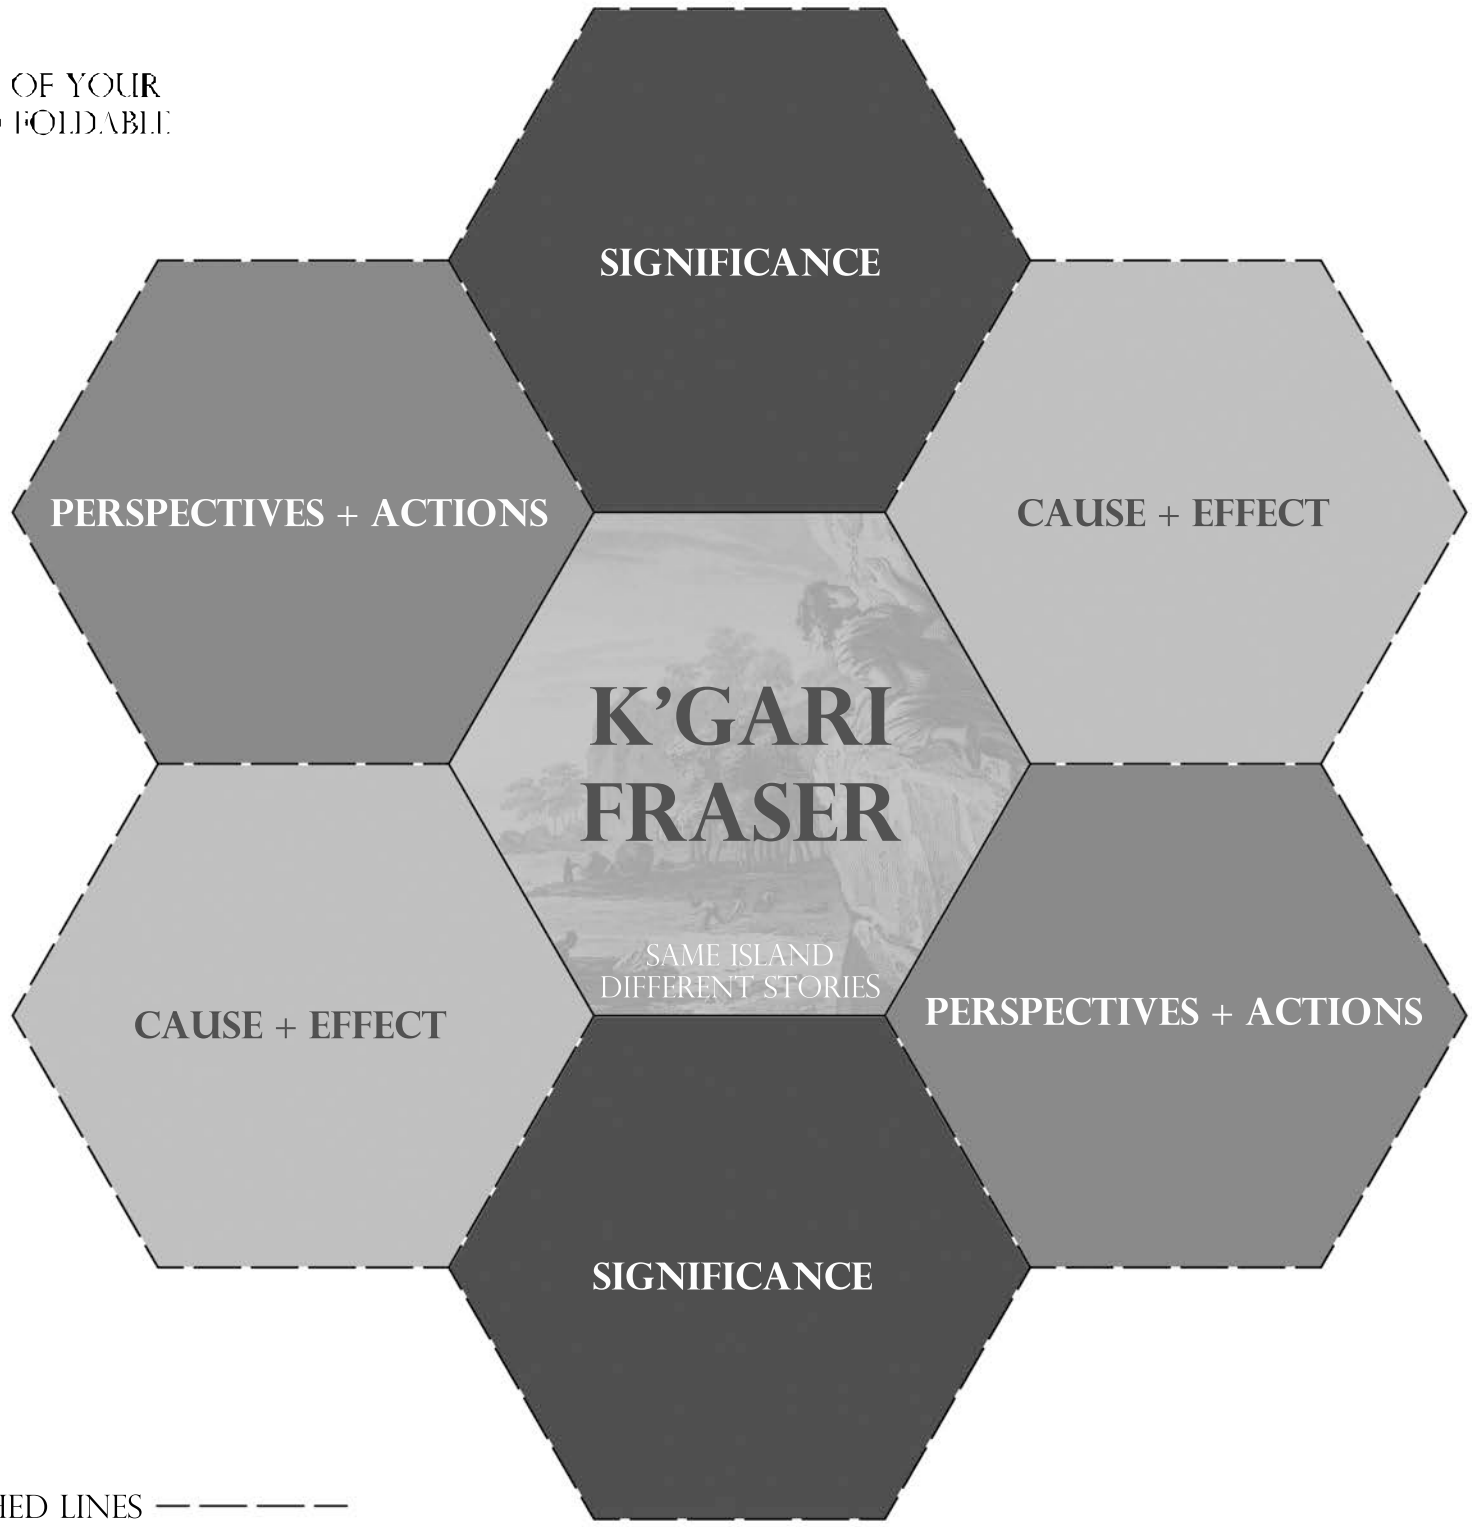 OF YOUR
FOLDABLE
SIGNIFICANCE
PERSPECTIVES + ACTIONS
CAUSE + EFFECT
K'GARI
FRASER
SAME ISLAND
DIFFERENT STORIES
PERSPECTIVES + ACTIONS
CAUSE + EFFECT
SIGNIFICANCE
LINES